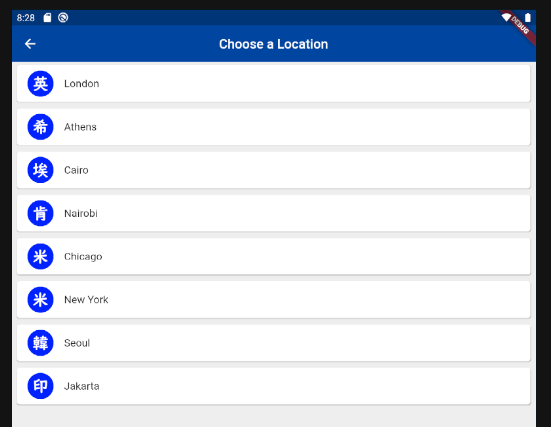 8:28
DEBUG
Choose a Location
英 London
希 Athens
埃 Cairo
肯 Nairobi
米 Chicago
米 New York
韓 Seoul
印 Jakarta